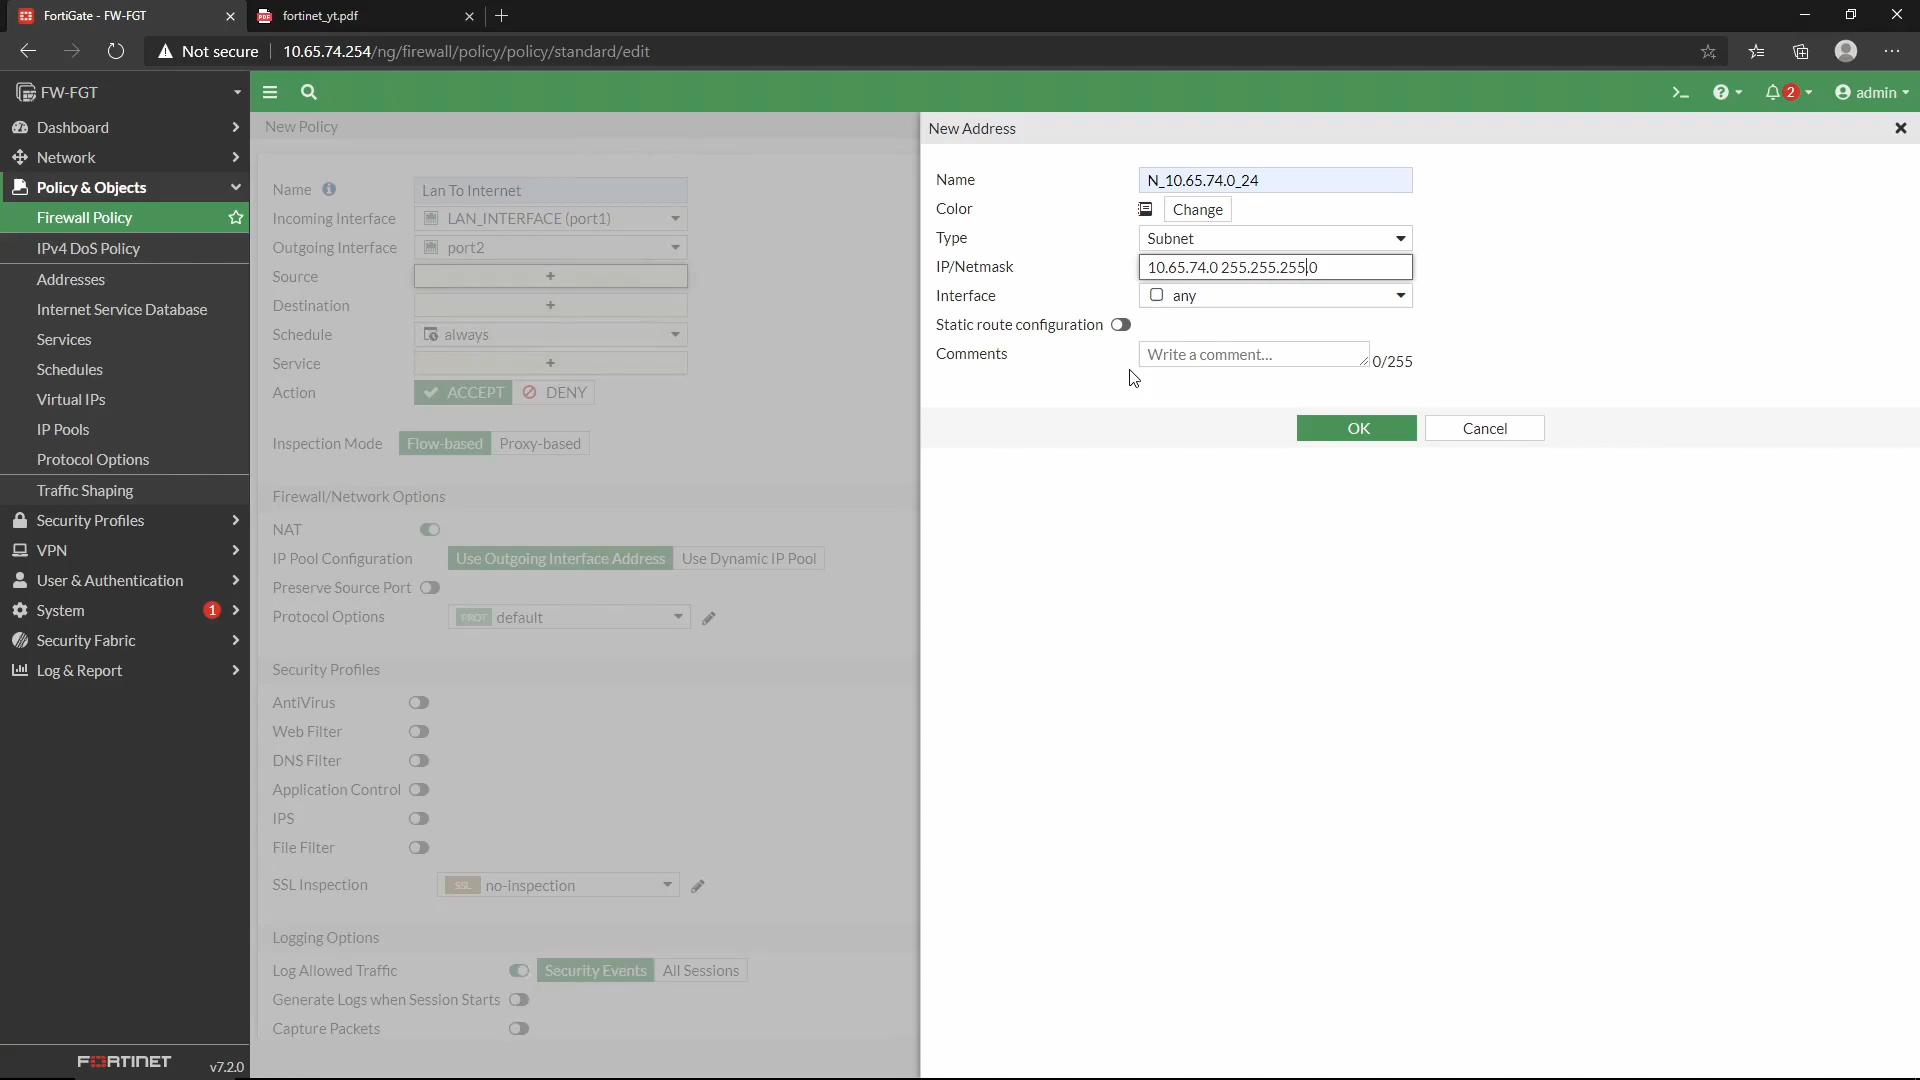 FortiGate - FW-FGT
fortinet_yt.pdf
Not secure
10.65.74.254/ng/firewall/policy/policy/standard/edit
FW-FGT
2
admin
Dashboard
Network
Policy & Objects
Firewall Policy
IPv4 DoS Policy
Addresses
Internet Service Database
Services
Schedules
Virtual IPs
IP Pools
Protocol Options
Traffic Shaping
Security Profiles
VPN
User & Authentication
System 1
Security Fabric
Log & Report
FORTINET v7.2.0
New Policy
Name Lan To Internet
Incoming Interface LAN_INTERFACE (port1)
Outgoing Interface port2
Source +
Destination +
Schedule always
Service +
Action ACCEPT DENY
Inspection Mode Flow-based Proxy-based
Firewall/Network Options
NAT
IP Pool Configuration Use Outgoing Interface Address Use Dynamic IP Pool
Preserve Source Port
Protocol Options PROT default
Security Profiles
AntiVirus
Web Filter
DNS Filter
Application Control
IPS
File Filter
SSL Inspection SSL no-inspection
Logging Options
Log Allowed Traffic Security Events All Sessions
Generate Logs when Session Starts
Capture Packets
New Address
Name N_10.65.74.0_24
Color Change
Type Subnet
IP/Netmask 10.65.74.0 255.255.255.0
Interface any
Static route configuration
Comments Write a comment... 0/255
OK Cancel